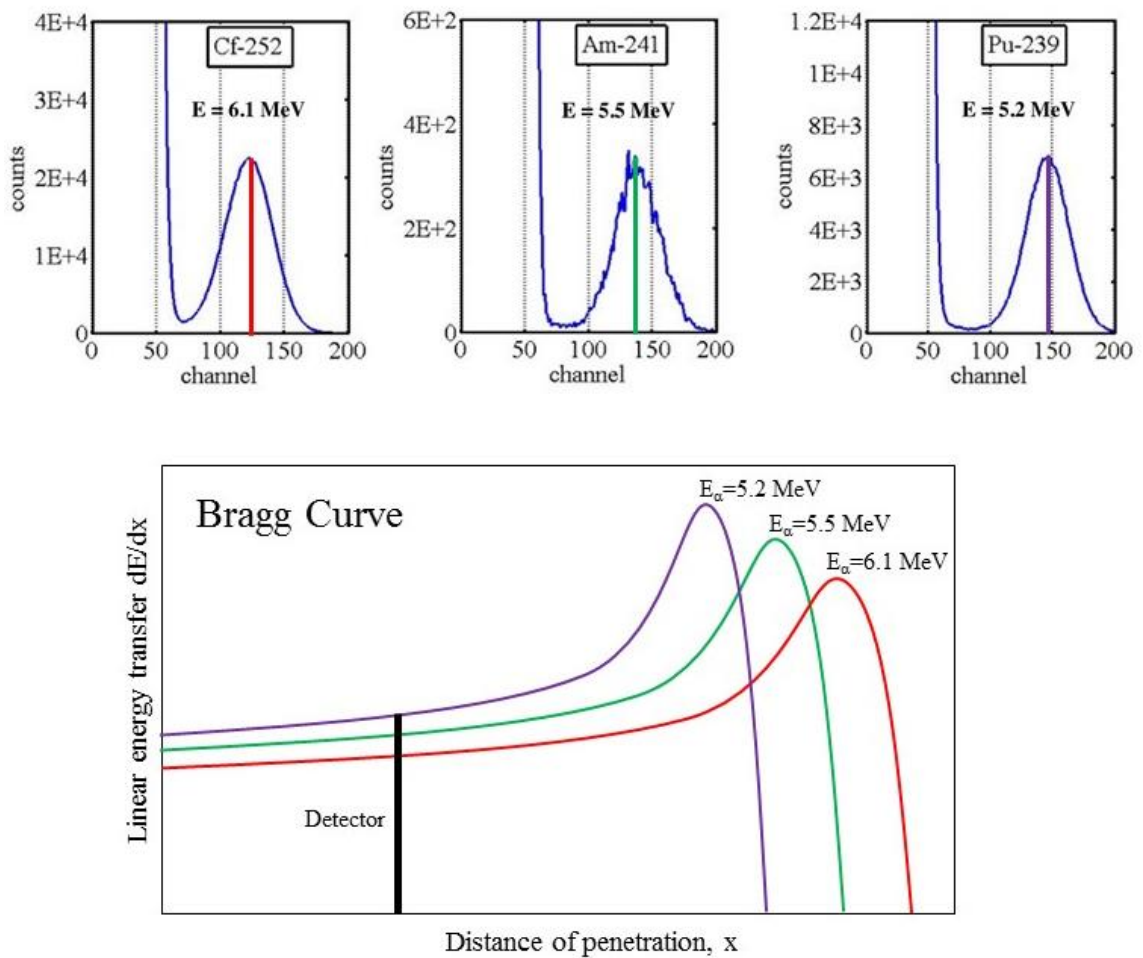 4E+4
3E+4
2E+4
1E+4
0
counts
Cf-252
E = 6.1 MeV
0 50 100 150 200
channel
6E+2
4E+2
2E+2
0
counts
Am-241
E = 5.5 MeV
0 50 100 150 200
channel
1.2E+4
1E+4
8E+3
6E+3
4E+3
2E+3
0
counts
Pu-239
E = 5.2 MeV
0 50 100 150 200
channel
Bragg Curve
Eα=5.2 MeV
Eα=5.5 MeV
Eα=6.1 MeV
Detector
Linear energy transfer dE/dx
Distance of penetration, x